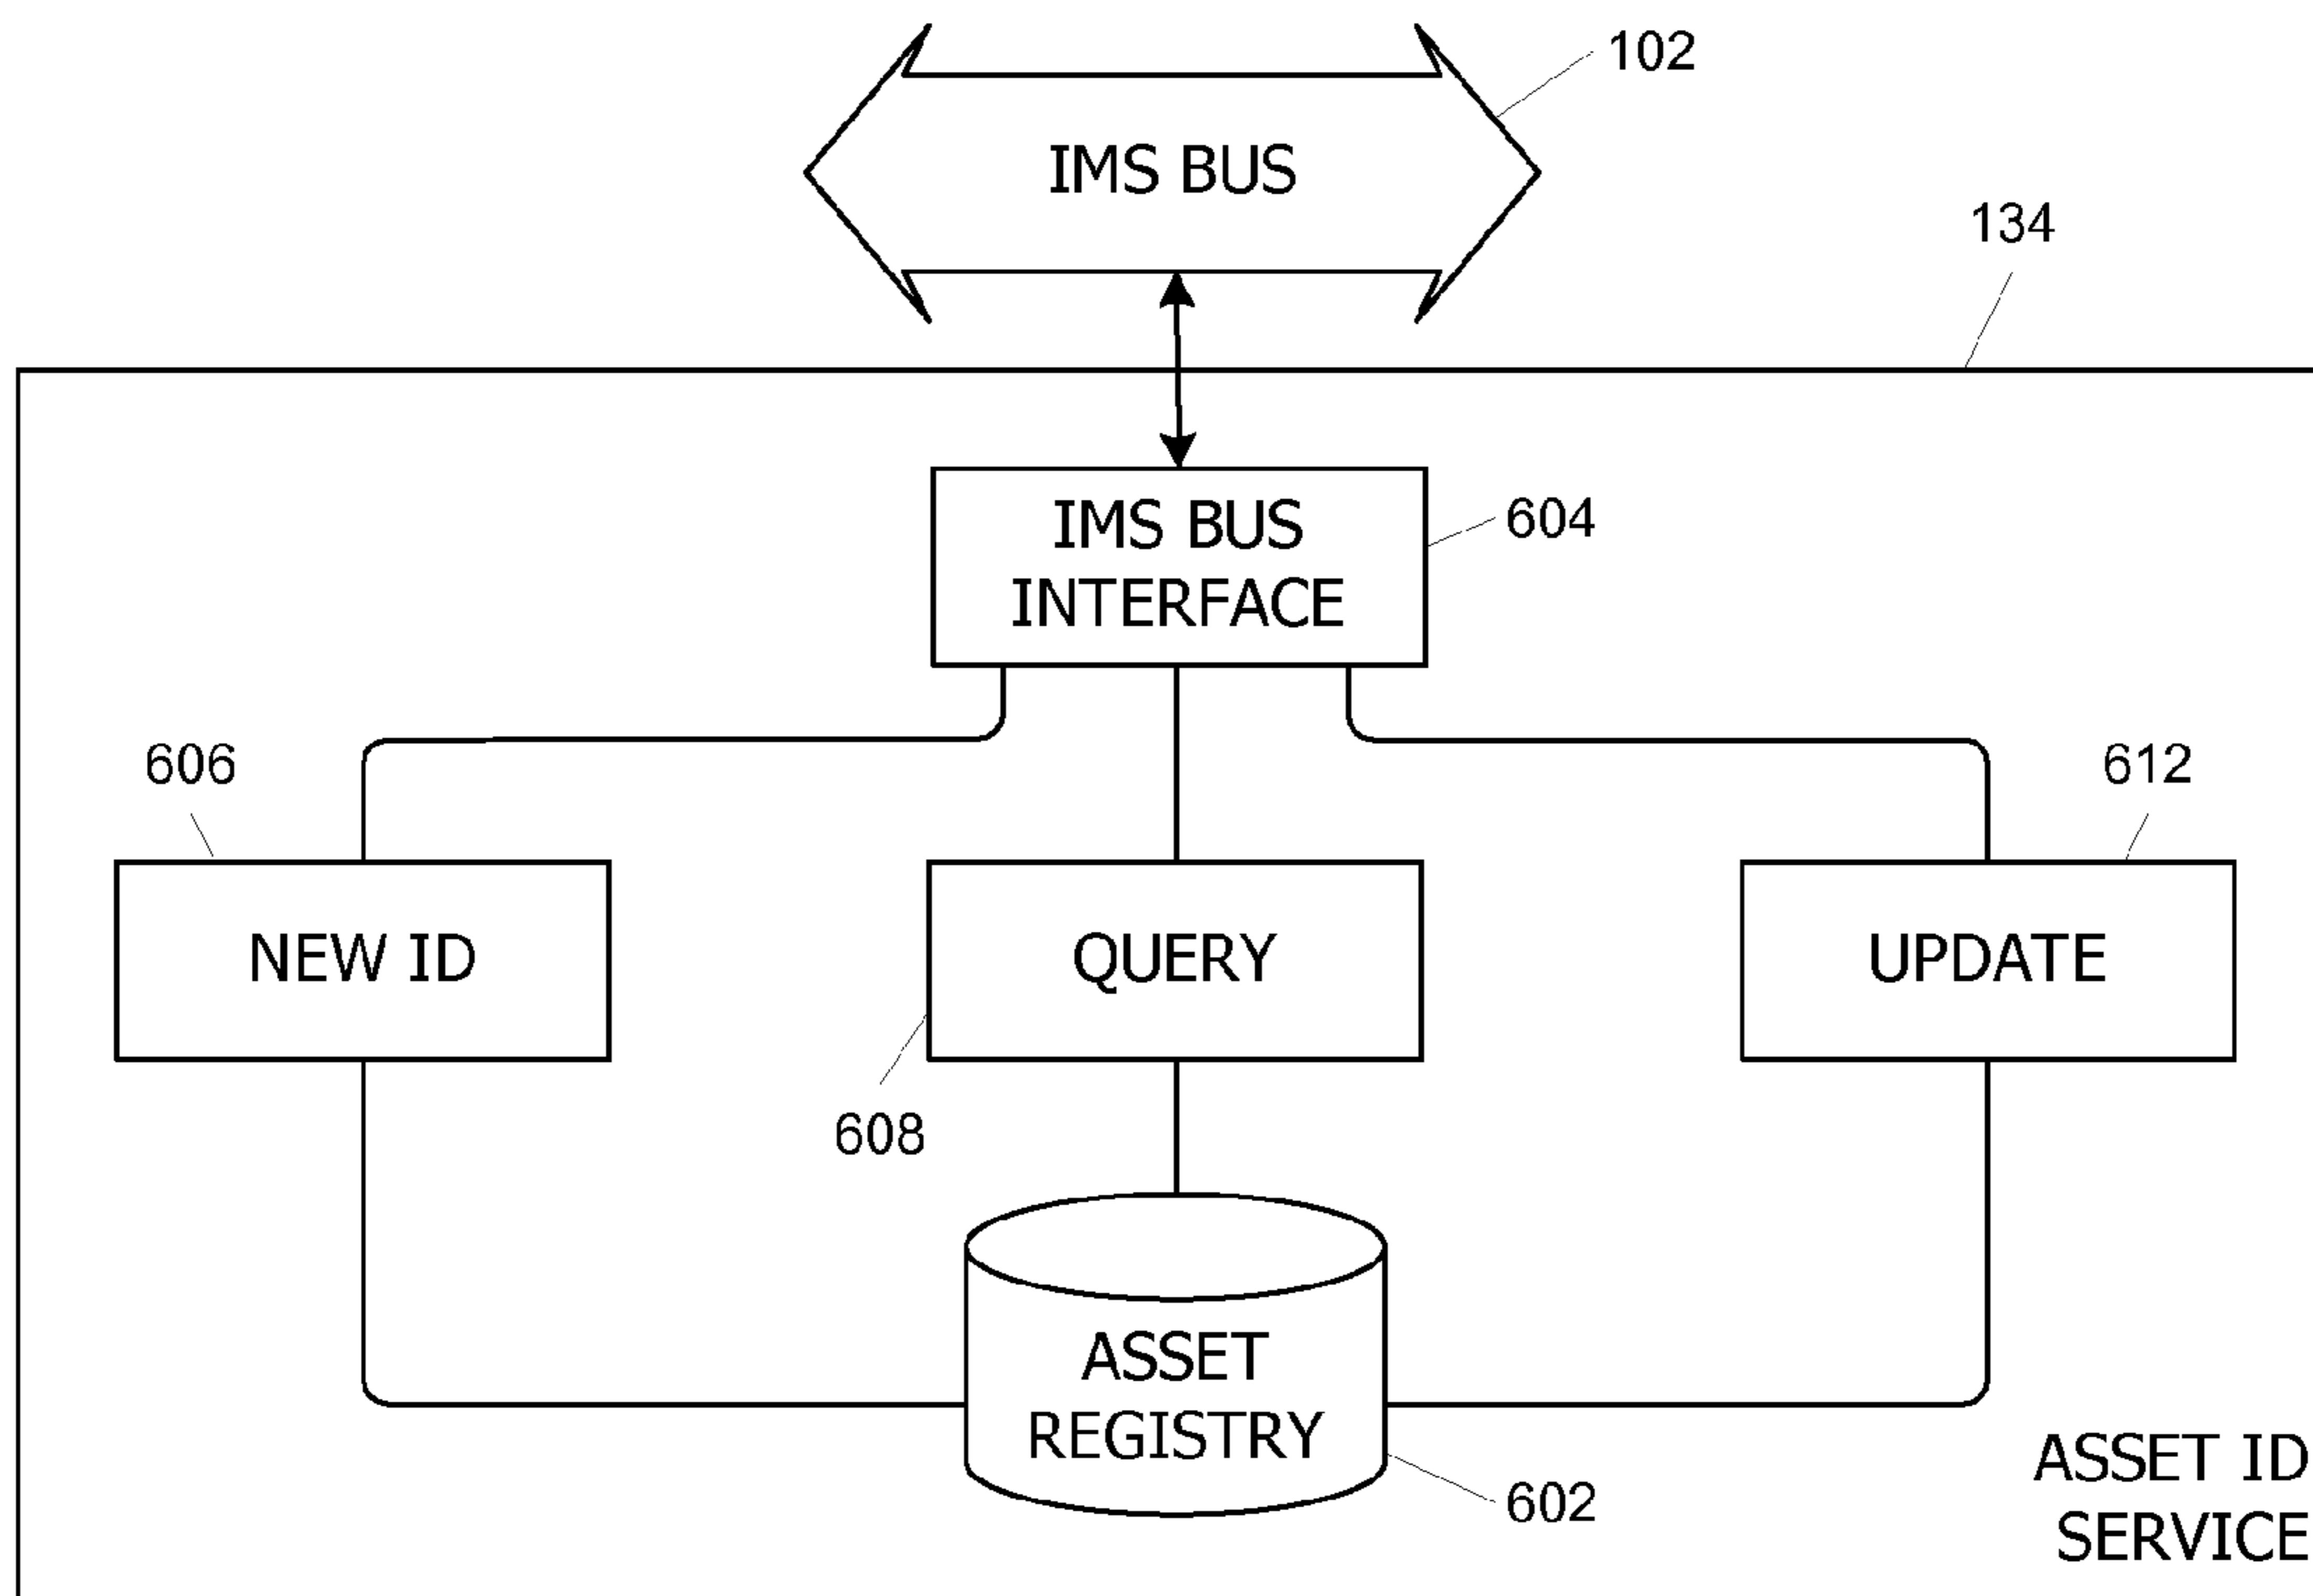 102
IMS BUS
134
IMS BUS
INTERFACE
604
606
612
NEW ID
QUERY
UPDATE
608
ASSET
REGISTRY
602
ASSET ID
SERVICE